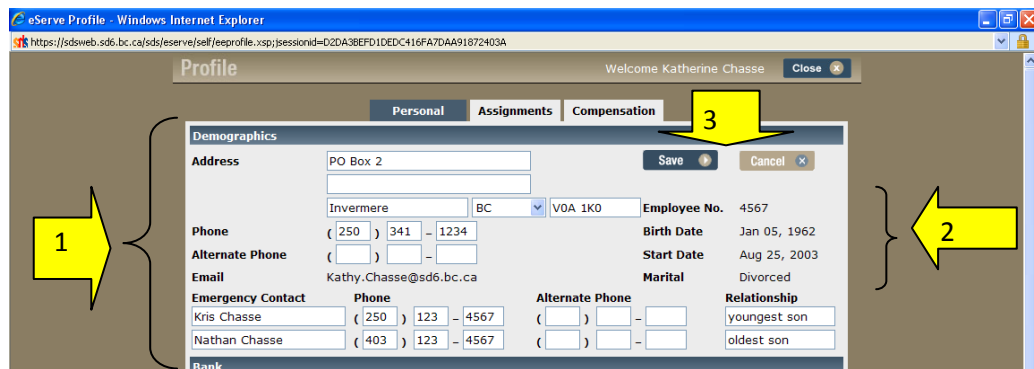 eServe Profile - Windows Internet Explorer
https://sdsweb.sd6.bc.ca/sds/eserve/self/eeprofile.xsp;jsessionid=D2DA3BEFD1DEDC416FA7DAA91872403A
Profile Welcome Katherine Chasse Close
Personal Assignments Compensation
3
Demographics
Address PO Box 2 Save Cancel
Invermere BC V0A 1K0 Employee No. 4567
1
2
Phone ( 250 ) 341 - 1234 Birth Date Jan 05, 1962
Alternate Phone ( ) - Start Date Aug 25, 2003
Email Kathy.Chasse@sd6.bc.ca Marital Divorced
Emergency Contact Phone Alternate Phone Relationship
Kris Chasse ( 250 ) 123 - 4567 ( ) - youngest son
Nathan Chasse ( 403 ) 123 - 4567 ( ) - oldest son
Bank